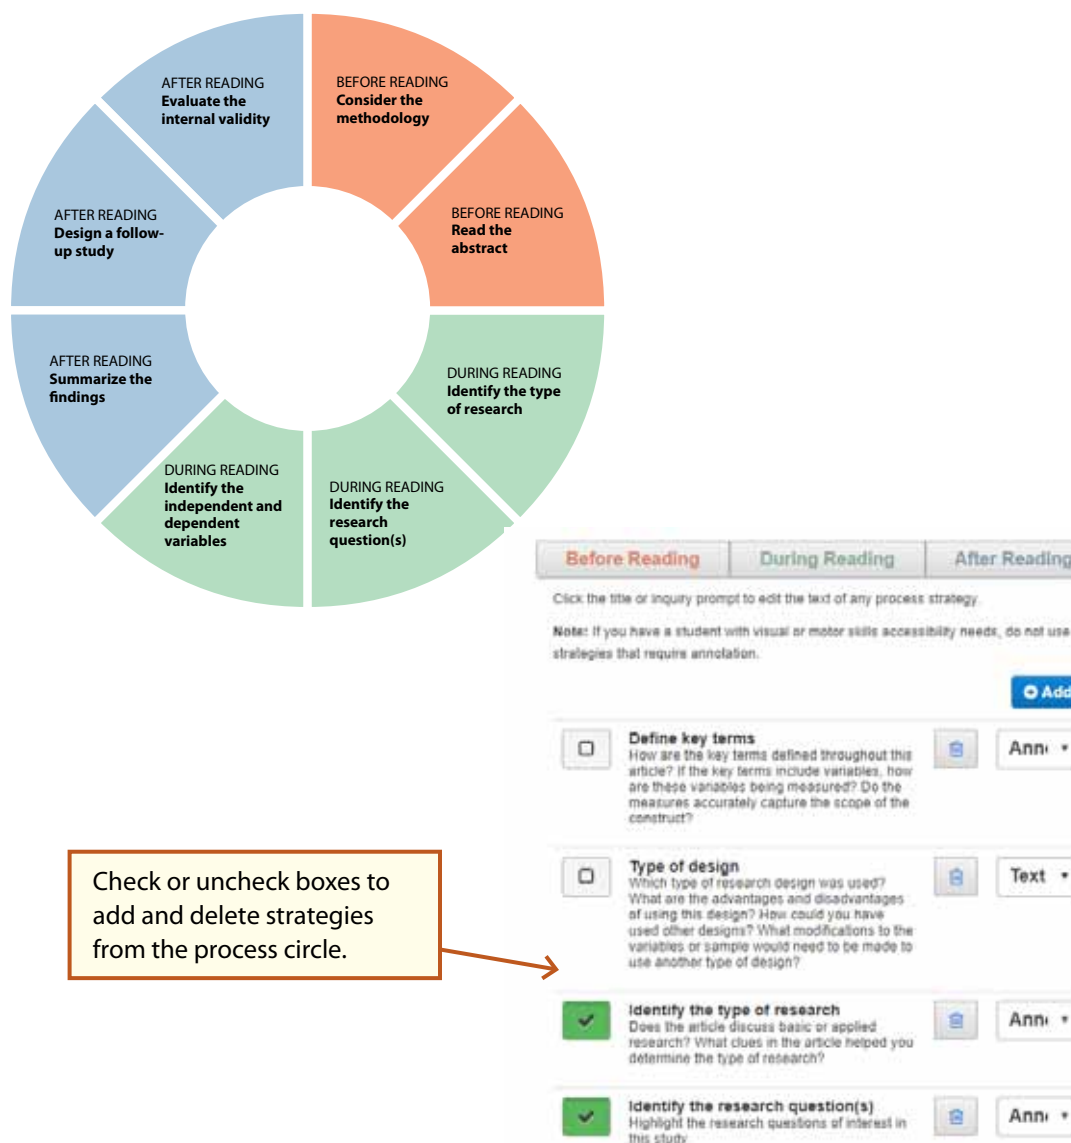 AFTER READING
Evaluate the
internal validity
BEFORE READING
Consider the
methodology
AFTER READING
Design a follow-
up study
BEFORE READING
Read the
abstract
AFTER READING
Summarize the
findings
DURING READING
Identify the type
of research
DURING READING
Identify the
independent and
dependent
variables
DURING READING
Identify the
research
question(s)
Before Reading
During Reading
After Reading
Click the title or inquiry prompt to edit the text of any process strategy.
Note: If you have a student with visual or motor skills accessibility needs, do not use
strategies that require annotation.
Add
Define key terms
How are the key terms defined throughout this
article? If the key terms include variables, how
are these variables being measured? Do the
measures accurately capture the scope of the
construct?
Ann
Type of design
Which type of research design was used?
What are the advantages and disadvantages
of using this design? How could you have
used other designs? What modifications to the
variables or sample would need to be made to
use another type of design?
Text
Check or uncheck boxes to
add and delete strategies
from the process circle.
Identify the type of research
Does the article discuss basic or applied
research? What clues in the article helped you
determine the type of research?
Ann
Identify the research question(s)
Highlight the research questions of interest in
this study
Ann